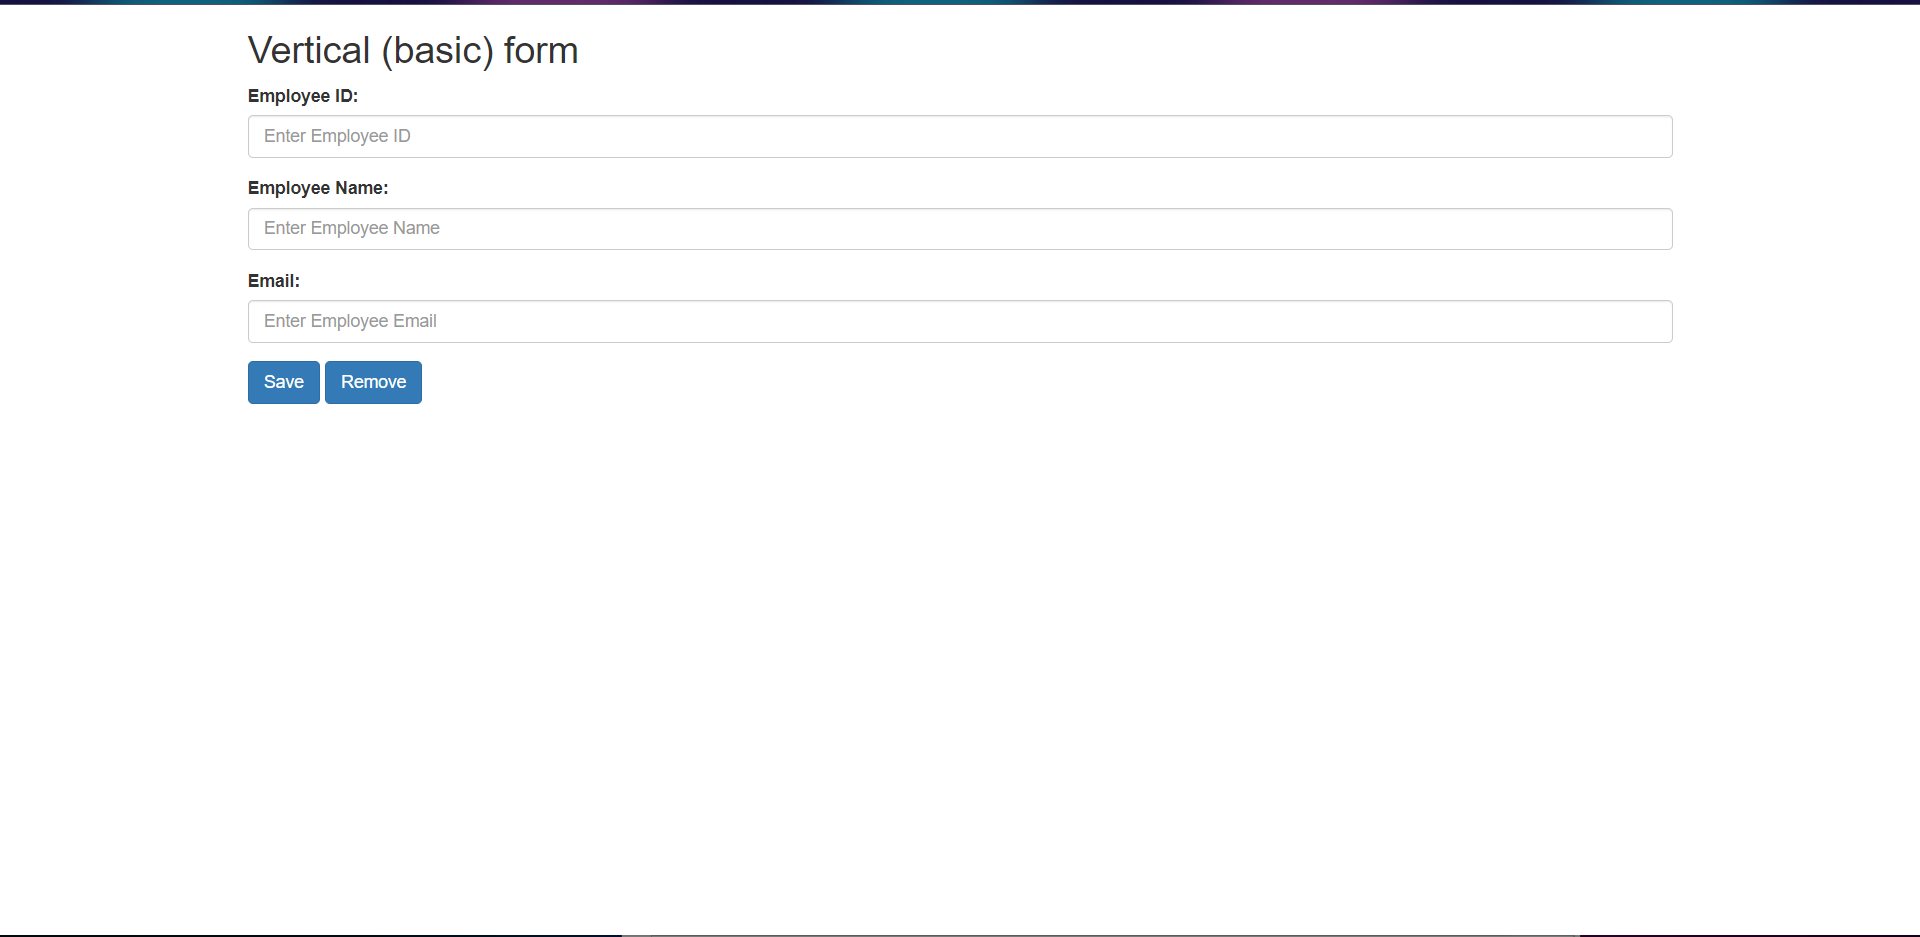 Vertical (basic) form
Employee ID:
Enter Employee ID
Employee Name:
Enter Employee Name
Email:
Enter Employee Email
Save Remove